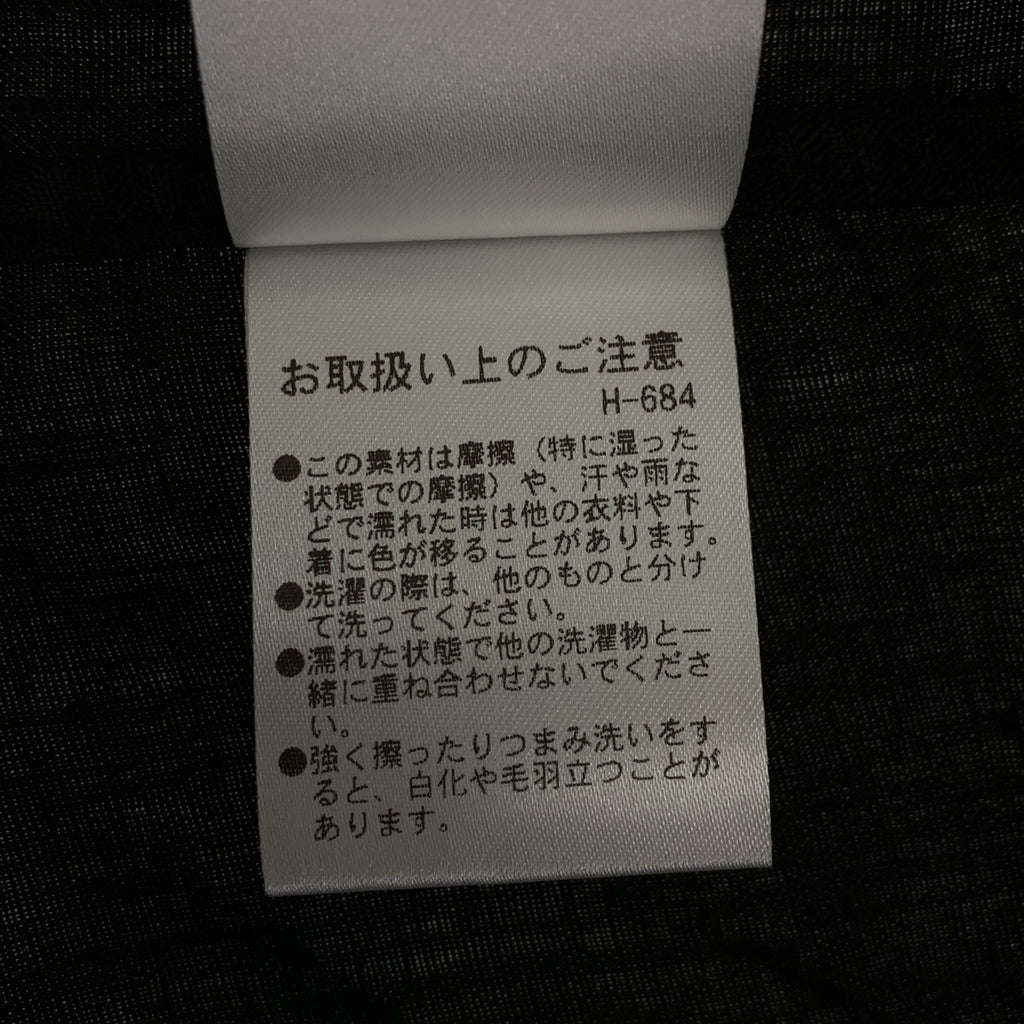 お取扱い上のご注意
H-684
●この素材は摩擦（特に湿った
状態での摩擦）や、汗や雨な
どで濡れた時は他の衣料や下
着に色が移ることがあります。
●洗濯の際は、他のものと分け
て洗ってください。
●濡れた状態で他の洗濯物と一
緒に重ね合わせないでくださ
い。
●強く擦ったりつまみ洗いをす
ると、白化や毛羽立つことが
あります。